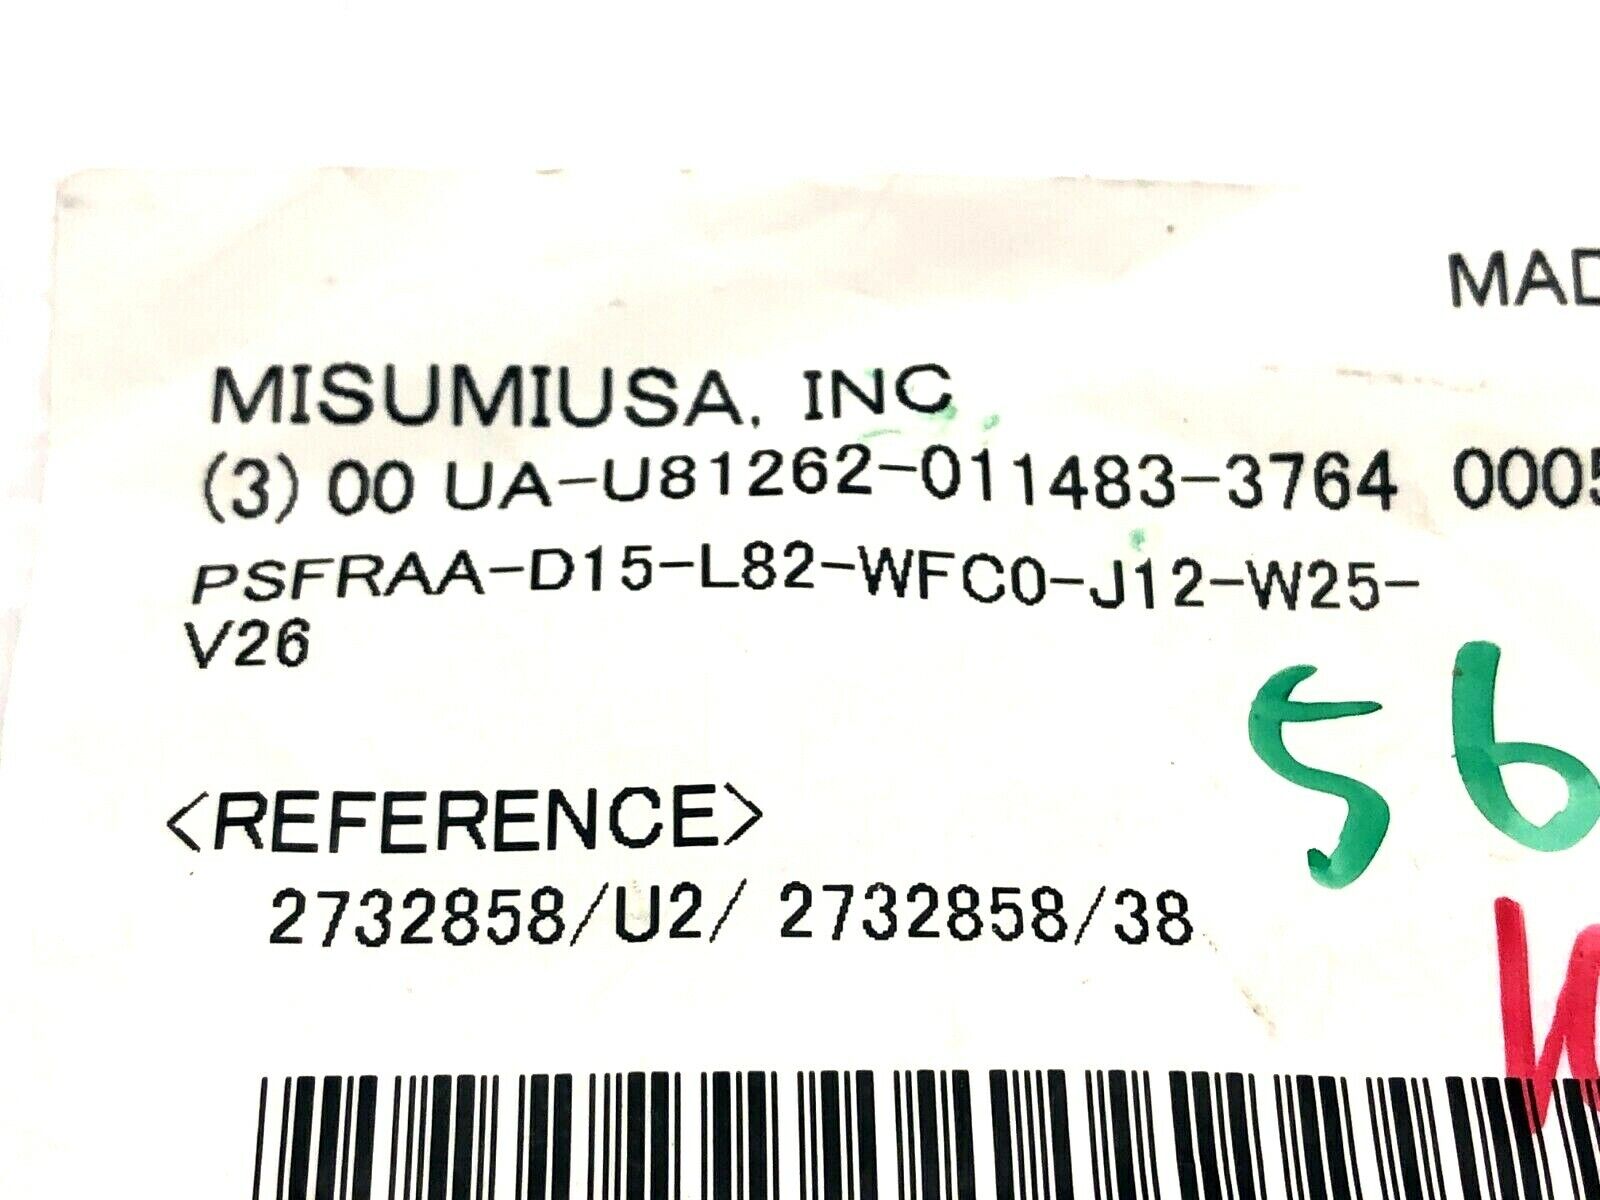 MAD
MISUMIUSA, INC
(3) 00 UA-U81262-011483-3764 0005
PSFRAA-D15-L82-WFC0-J12-W25-
V26
56
<REFERENCE>
2732858/U2/ 2732858/38